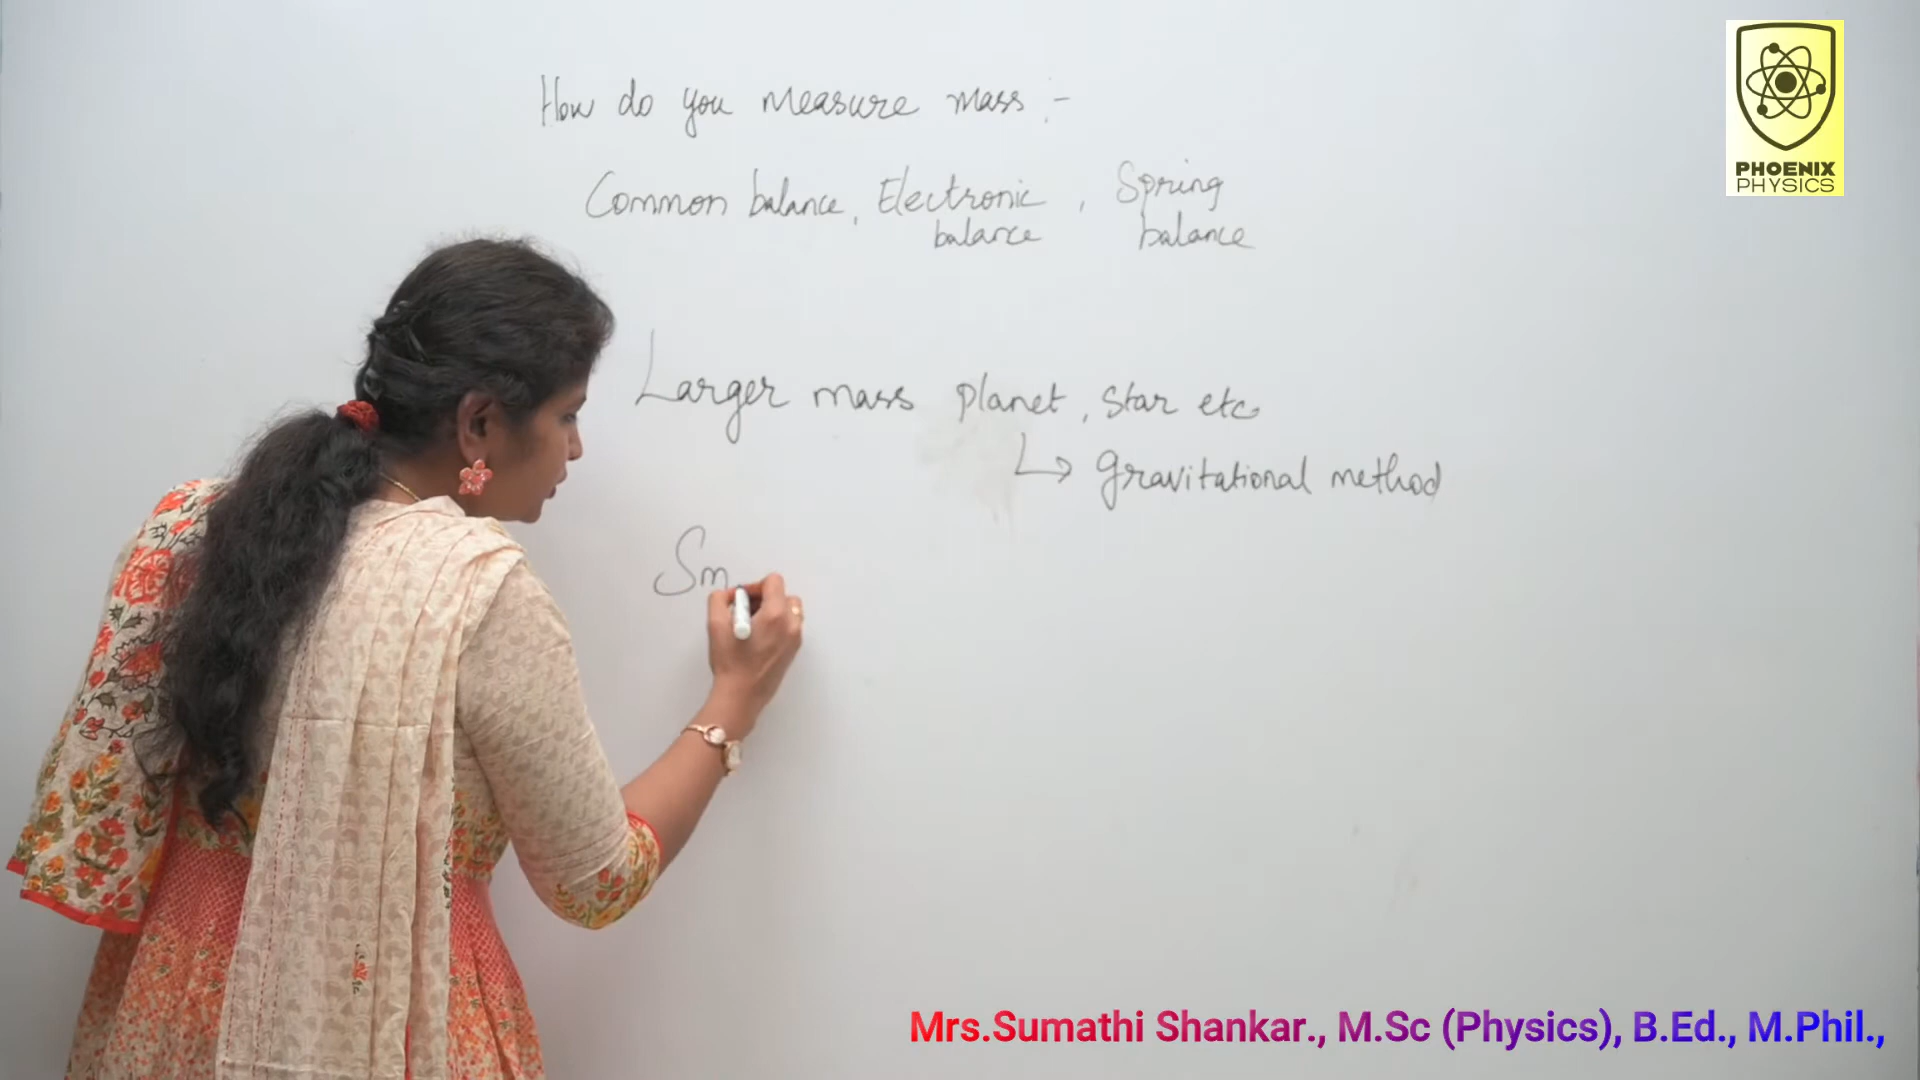 How do you measure mass :-
Common balance, Electronic balance, Spring balance
Larger mass planet, star etc
↳ gravitational method
Sm
PHOENIX
PHYSICS
Mrs.Sumathi Shankar., M.Sc (Physics), B.Ed., M.Phil.,